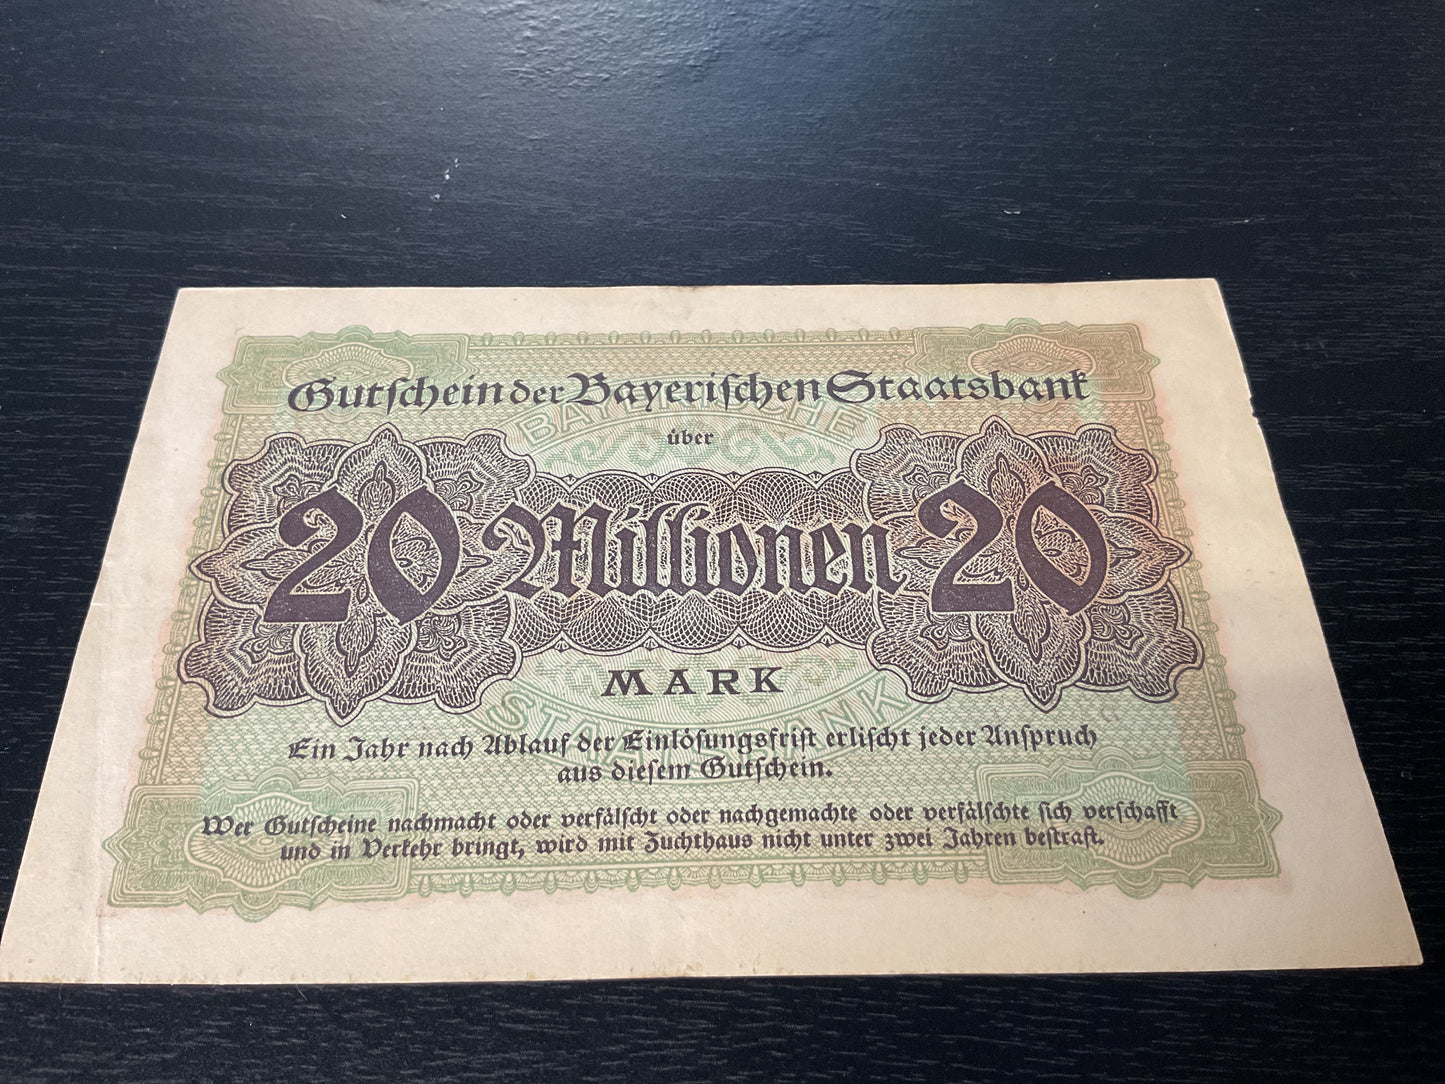 Gutschein der Bayerischen Staatsbank
BAYERISCHE
über
20 Millionen 20
MARK
STAATSBANK
Ein Jahr nach Ablauf der Einlösungsfrist erlischt jeder Anspruch
aus diesem Gutschein.
Wer Gutscheine nachmacht oder verfälscht oder nachgemachte oder verfälschte sich verschafft
und in Verkehr bringt, wird mit Zuchthaus nicht unter zwei Jahren bestraft.